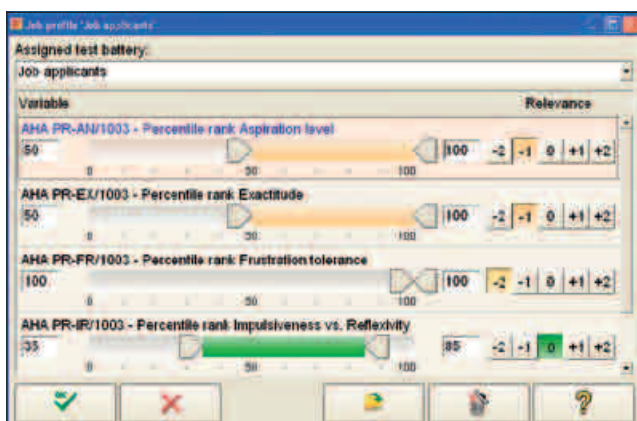 Job profile 'Job applicants'
Assigned test battery:
Job applicants
Variable Relevance
AHA PR-AN/1003 - Percentile rank Aspiration level
50 100 -2 -1 0 +1 +2
0 50 100
AHA PR-EX/1003 - Percentile rank Exactitude
50 100 -2 -1 0 +1 +2
0 50 100
AHA PR-FR/1003 - Percentile rank Frustration tolerance
100 100 -2 -1 0 +1 +2
0 50 100
AHA PR-IR/1003 - Percentile rank Impulsiveness vs. Reflexivity
35 85 -2 -1 0 +1 +2
0 50 100
OK
?